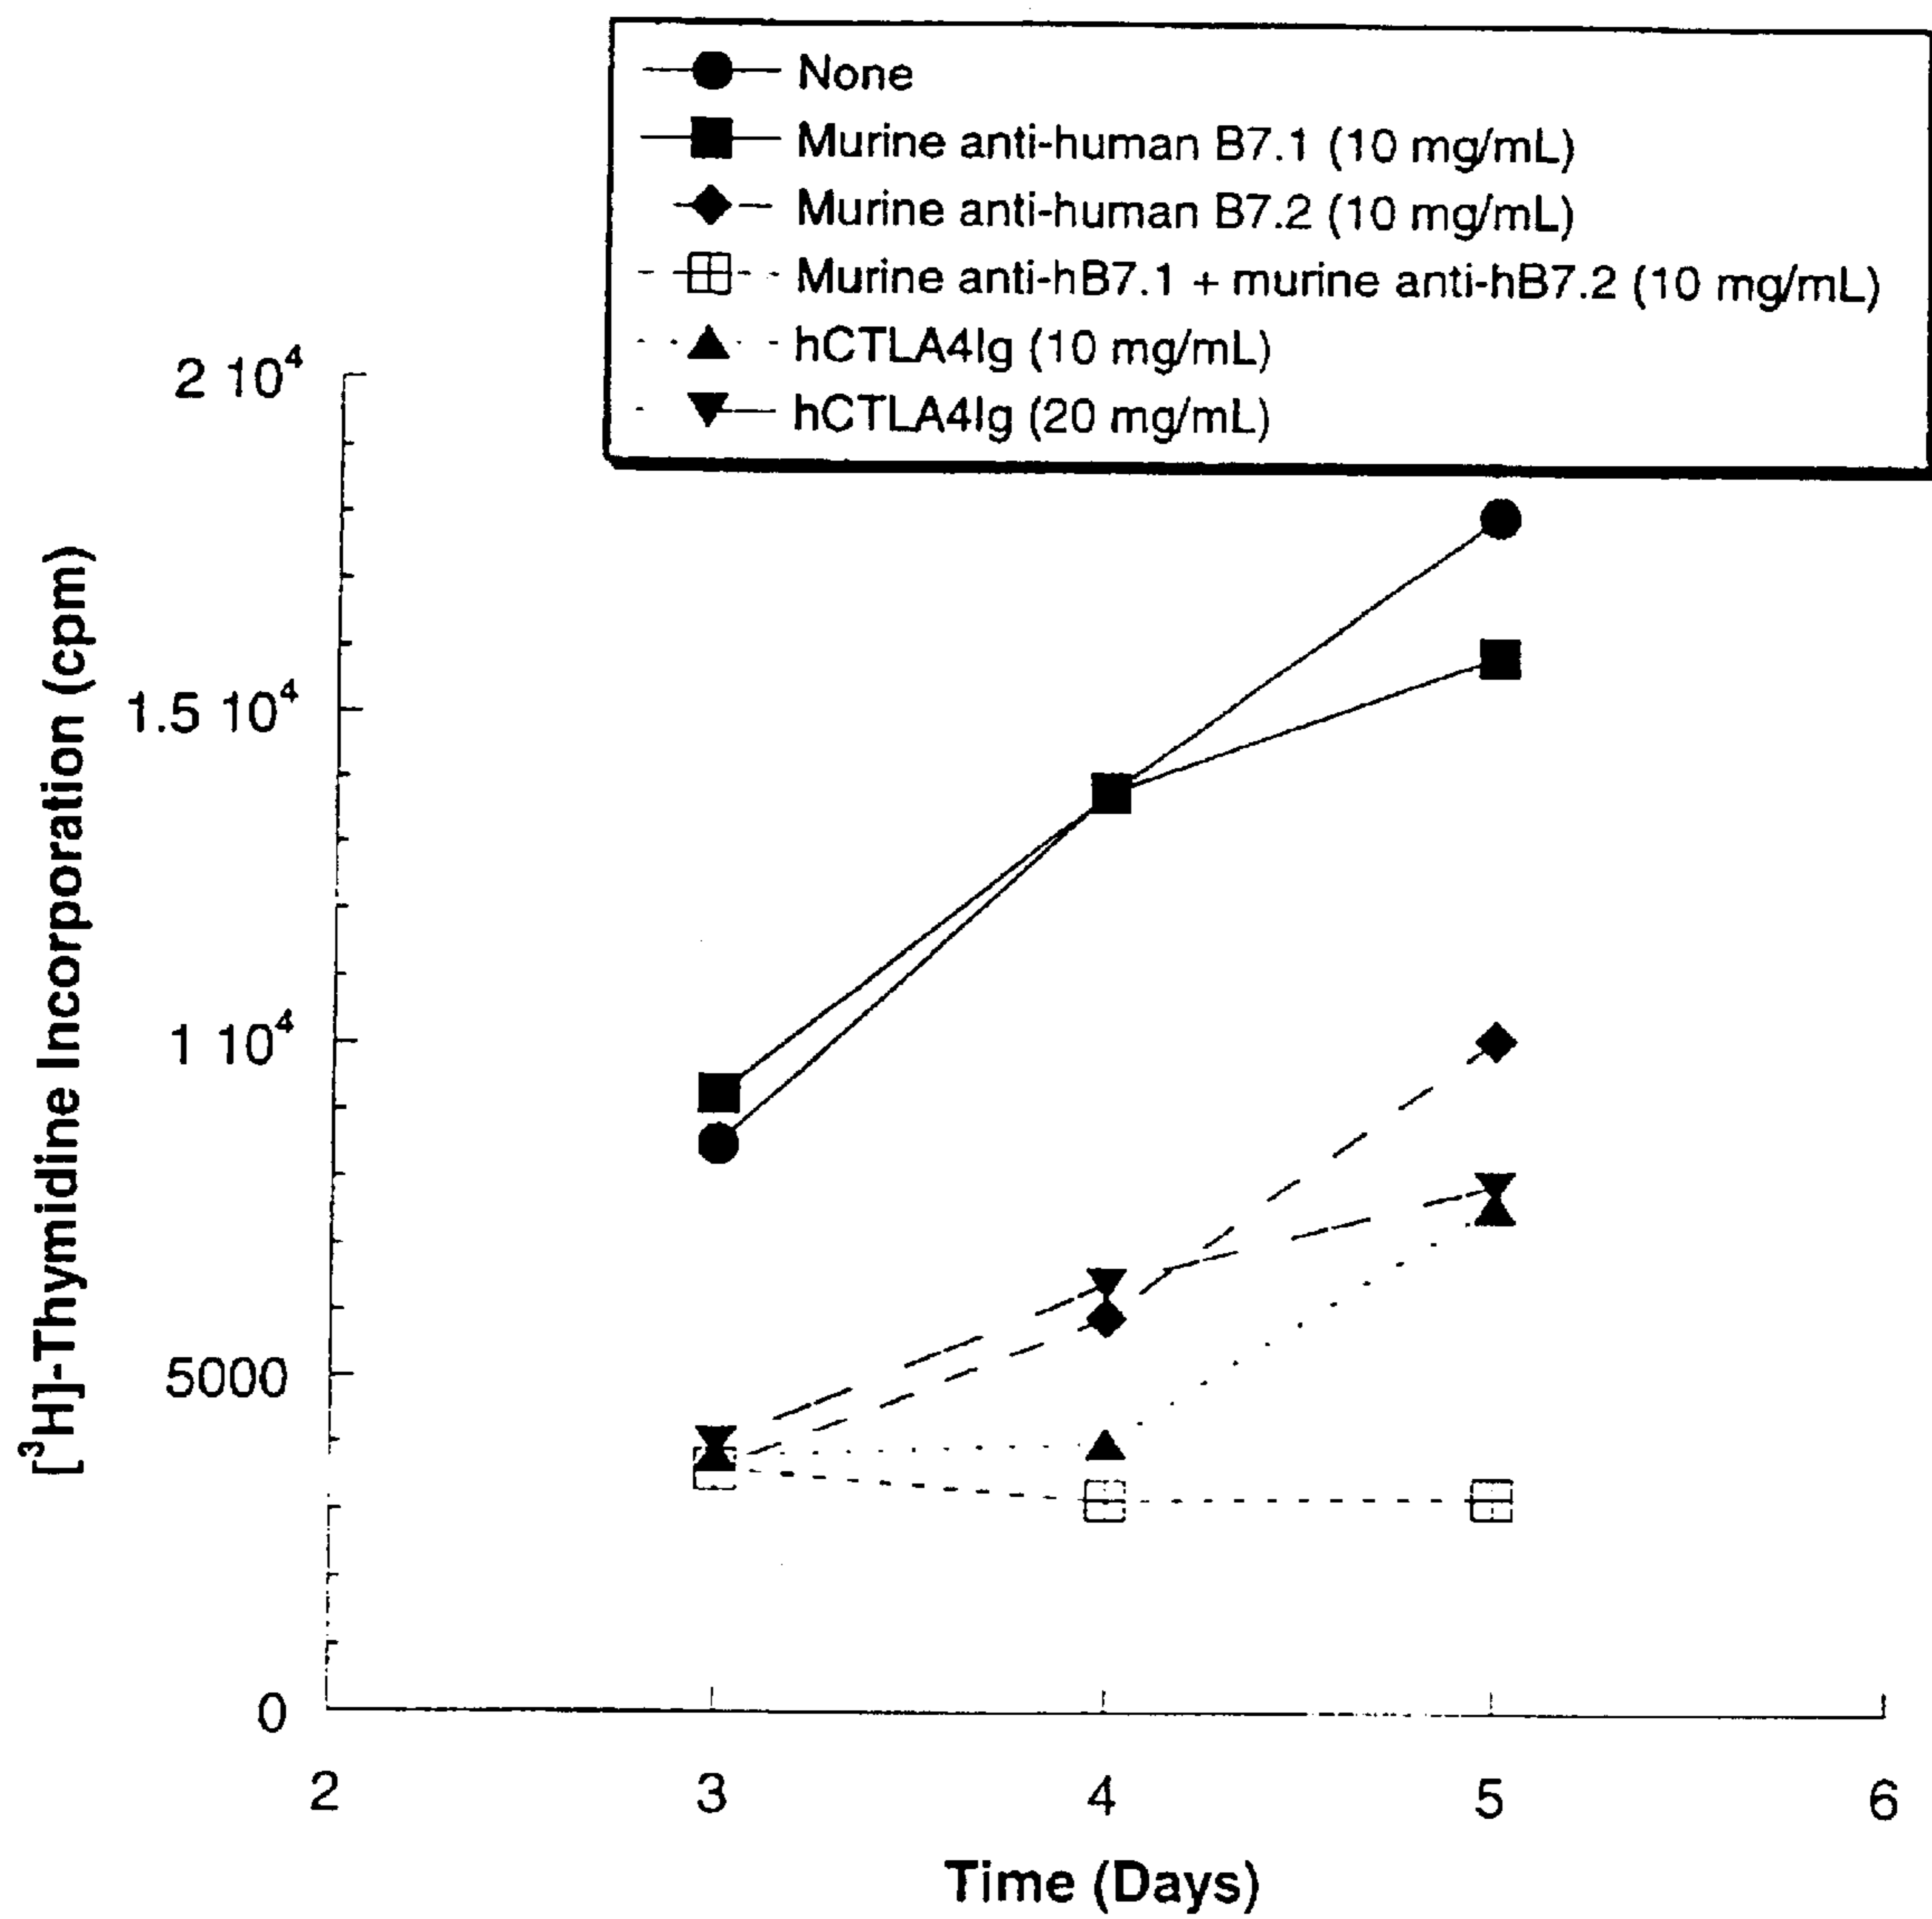 None
Murine anti-human B7.1 (10 mg/mL)
Murine anti-human B7.2 (10 mg/mL)
Murine anti-hB7.1 + murine anti-hB7.2 (10 mg/mL)
hCTLA4Ig (10 mg/mL)
hCTLA4Ig (20 mg/mL)
2 10⁴
1.5 10⁴
1 10⁴
5000
0
[³H]-Thymidine Incorporation (cpm)
2 3 4 5 6
Time (Days)